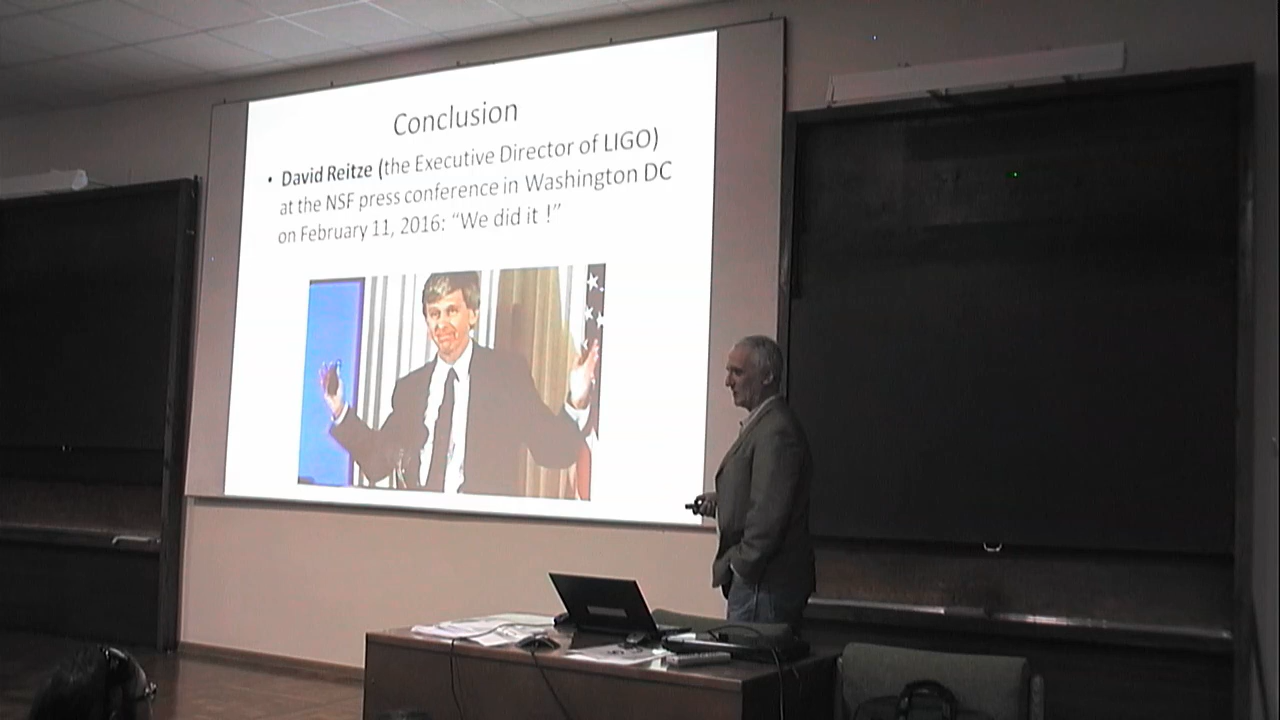 Conclusion
• David Reitze (the Executive Director of LIGO)
at the NSF press conference in Washington DC
on February 11, 2016: “We did it !”